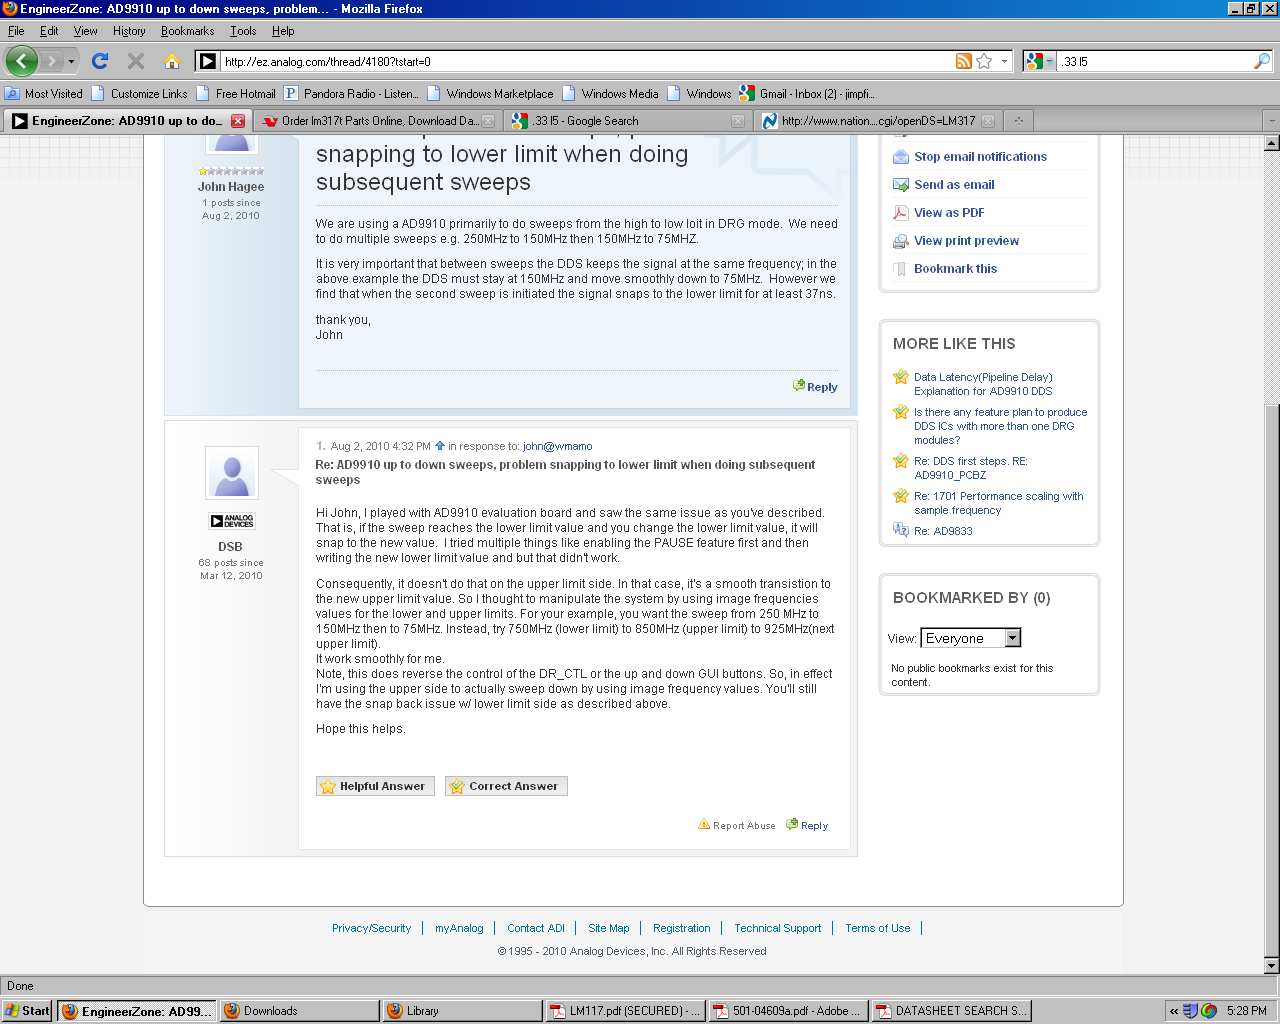 EngineerZone: AD9910 up to down sweeps, problem... - Mozilla Firefox
File Edit View History Bookmarks Tools Help
http://ez.analog.com/thread/4180?tstart=0
.33 l5
Most Visited Customize Links Free Hotmail Pandora Radio - Listen... Windows Marketplace Windows Media Windows Gmail - Inbox (2) - jimpfi...
EngineerZone: AD9910 up to do... Order lm317t Parts Online, Download Da... .33 l5 - Google Search http://www.nation...cgi/openDS=LM317
snapping to lower limit when doing
subsequent sweeps
John Hagee
1 posts since
Aug 2, 2010
We are using a AD9910 primarily to do sweeps from the high to low loit in DRG mode. We need
to do multiple sweeps e.g. 250MHz to 150MHz then 150MHz to 75MHZ.
It is very important that between sweeps the DDS keeps the signal at the same frequency; in the
above example the DDS must stay at 150MHz and move smoothly down to 75MHz. However we
find that when the second sweep is initiated the signal snaps to the lower limit for at least 37ns.
thank you,
John
Reply
1. Aug 2, 2010 4:32 PM in response to: john@wmamo
Re: AD9910 up to down sweeps, problem snapping to lower limit when doing subsequent
sweeps
ANALOG
DEVICES
DSB
68 posts since
Mar 12, 2010
Hi John, I played with AD9910 evaluation board and saw the same issue as you've described.
That is, if the sweep reaches the lower limit value and you change the lower limit value, it will
snap to the new value. I tried multiple things like enabling the PAUSE feature first and then
writing the new lower limit value and but that didn't work.
Consequently, it doesn't do that on the upper limit side. In that case, it's a smooth transistion to
the new upper limit value. So I thought to manipulate the system by using image frequencies
values for the lower and upper limits. For your example, you want the sweep from 250 MHz to
150MHz then to 75MHz. Instead, try 750MHz (lower limit) to 850MHz (upper limit) to 925MHz(next
upper limit).
It work smoothly for me.
Note, this does reverse the control of the DR_CTL or the up and down GUI buttons. So, in effect
I'm using the upper side to actually sweep down by using image frequency values. You'll still
have the snap back issue w/ lower limit side as described above.
Hope this helps.
Helpful Answer Correct Answer
Report Abuse Reply
Stop email notifications
Send as email
View as PDF
View print preview
Bookmark this
MORE LIKE THIS
Data Latency(Pipeline Delay)
Explanation for AD9910 DDS
Is there any feature plan to produce
DDS ICs with more than one DRG
modules?
Re: DDS first steps. RE:
AD9910_PCBZ
Re: 1701 Performance scaling with
sample frequency
Re: AD9833
BOOKMARKED BY (0)
View: Everyone
No public bookmarks exist for this
content.
Privacy/Security myAnalog Contact ADI Site Map Registration Technical Support Terms of Use
© 1995 - 2010 Analog Devices, Inc. All Rights Reserved
Done
Start EngineerZone: AD99... Downloads Library LM117.pdf (SECURED) - ... 501-04609a.pdf - Adobe ... DATASHEET SEARCH S... « 5:28 PM